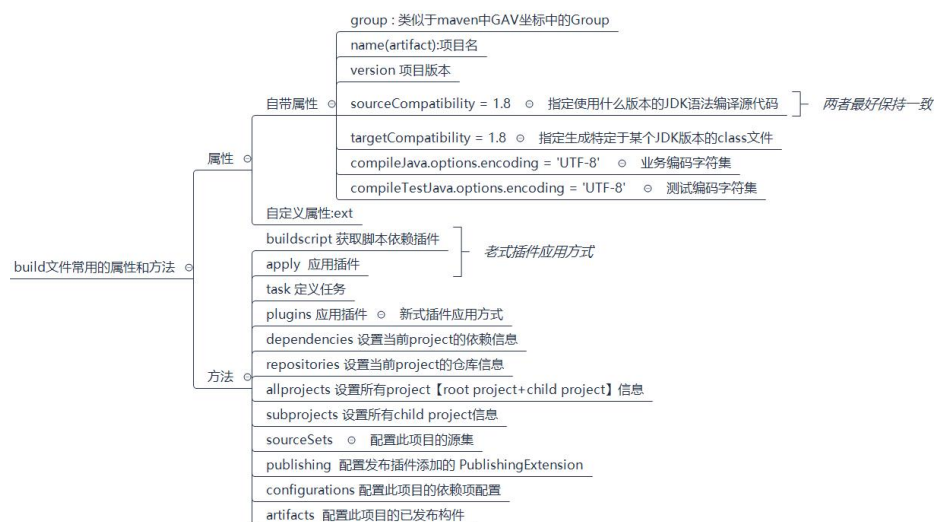 group : 类似于maven中GAV坐标中的Group
name(artifact):项目名
version 项目版本
自带属性
sourceCompatibility = 1.8
指定使用什么版本的JDK语法编译源代码
两者最好保持一致
targetCompatibility = 1.8
指定生成特定于某个JDK版本的class文件
属性
compileJava.options.encoding = 'UTF-8'
业务编码字符集
compileTestJava.options.encoding = 'UTF-8'
测试编码字符集
自定义属性:ext
buildscript 获取脚本依赖插件
老式插件应用方式
build文件常用的属性和方法
apply 应用插件
task 定义任务
plugins 应用插件
新式插件应用方式
dependencies 设置当前project的依赖信息
repositories 设置当前project的仓库信息
方法
allprojects 设置所有project【root project+child project】信息
subprojects 设置所有child project信息
sourceSets
配置此项目的源集
publishing 配置发布插件添加的 PublishingExtension
configurations 配置此项目的依赖项配置
artifacts 配置此项目的已发布构件